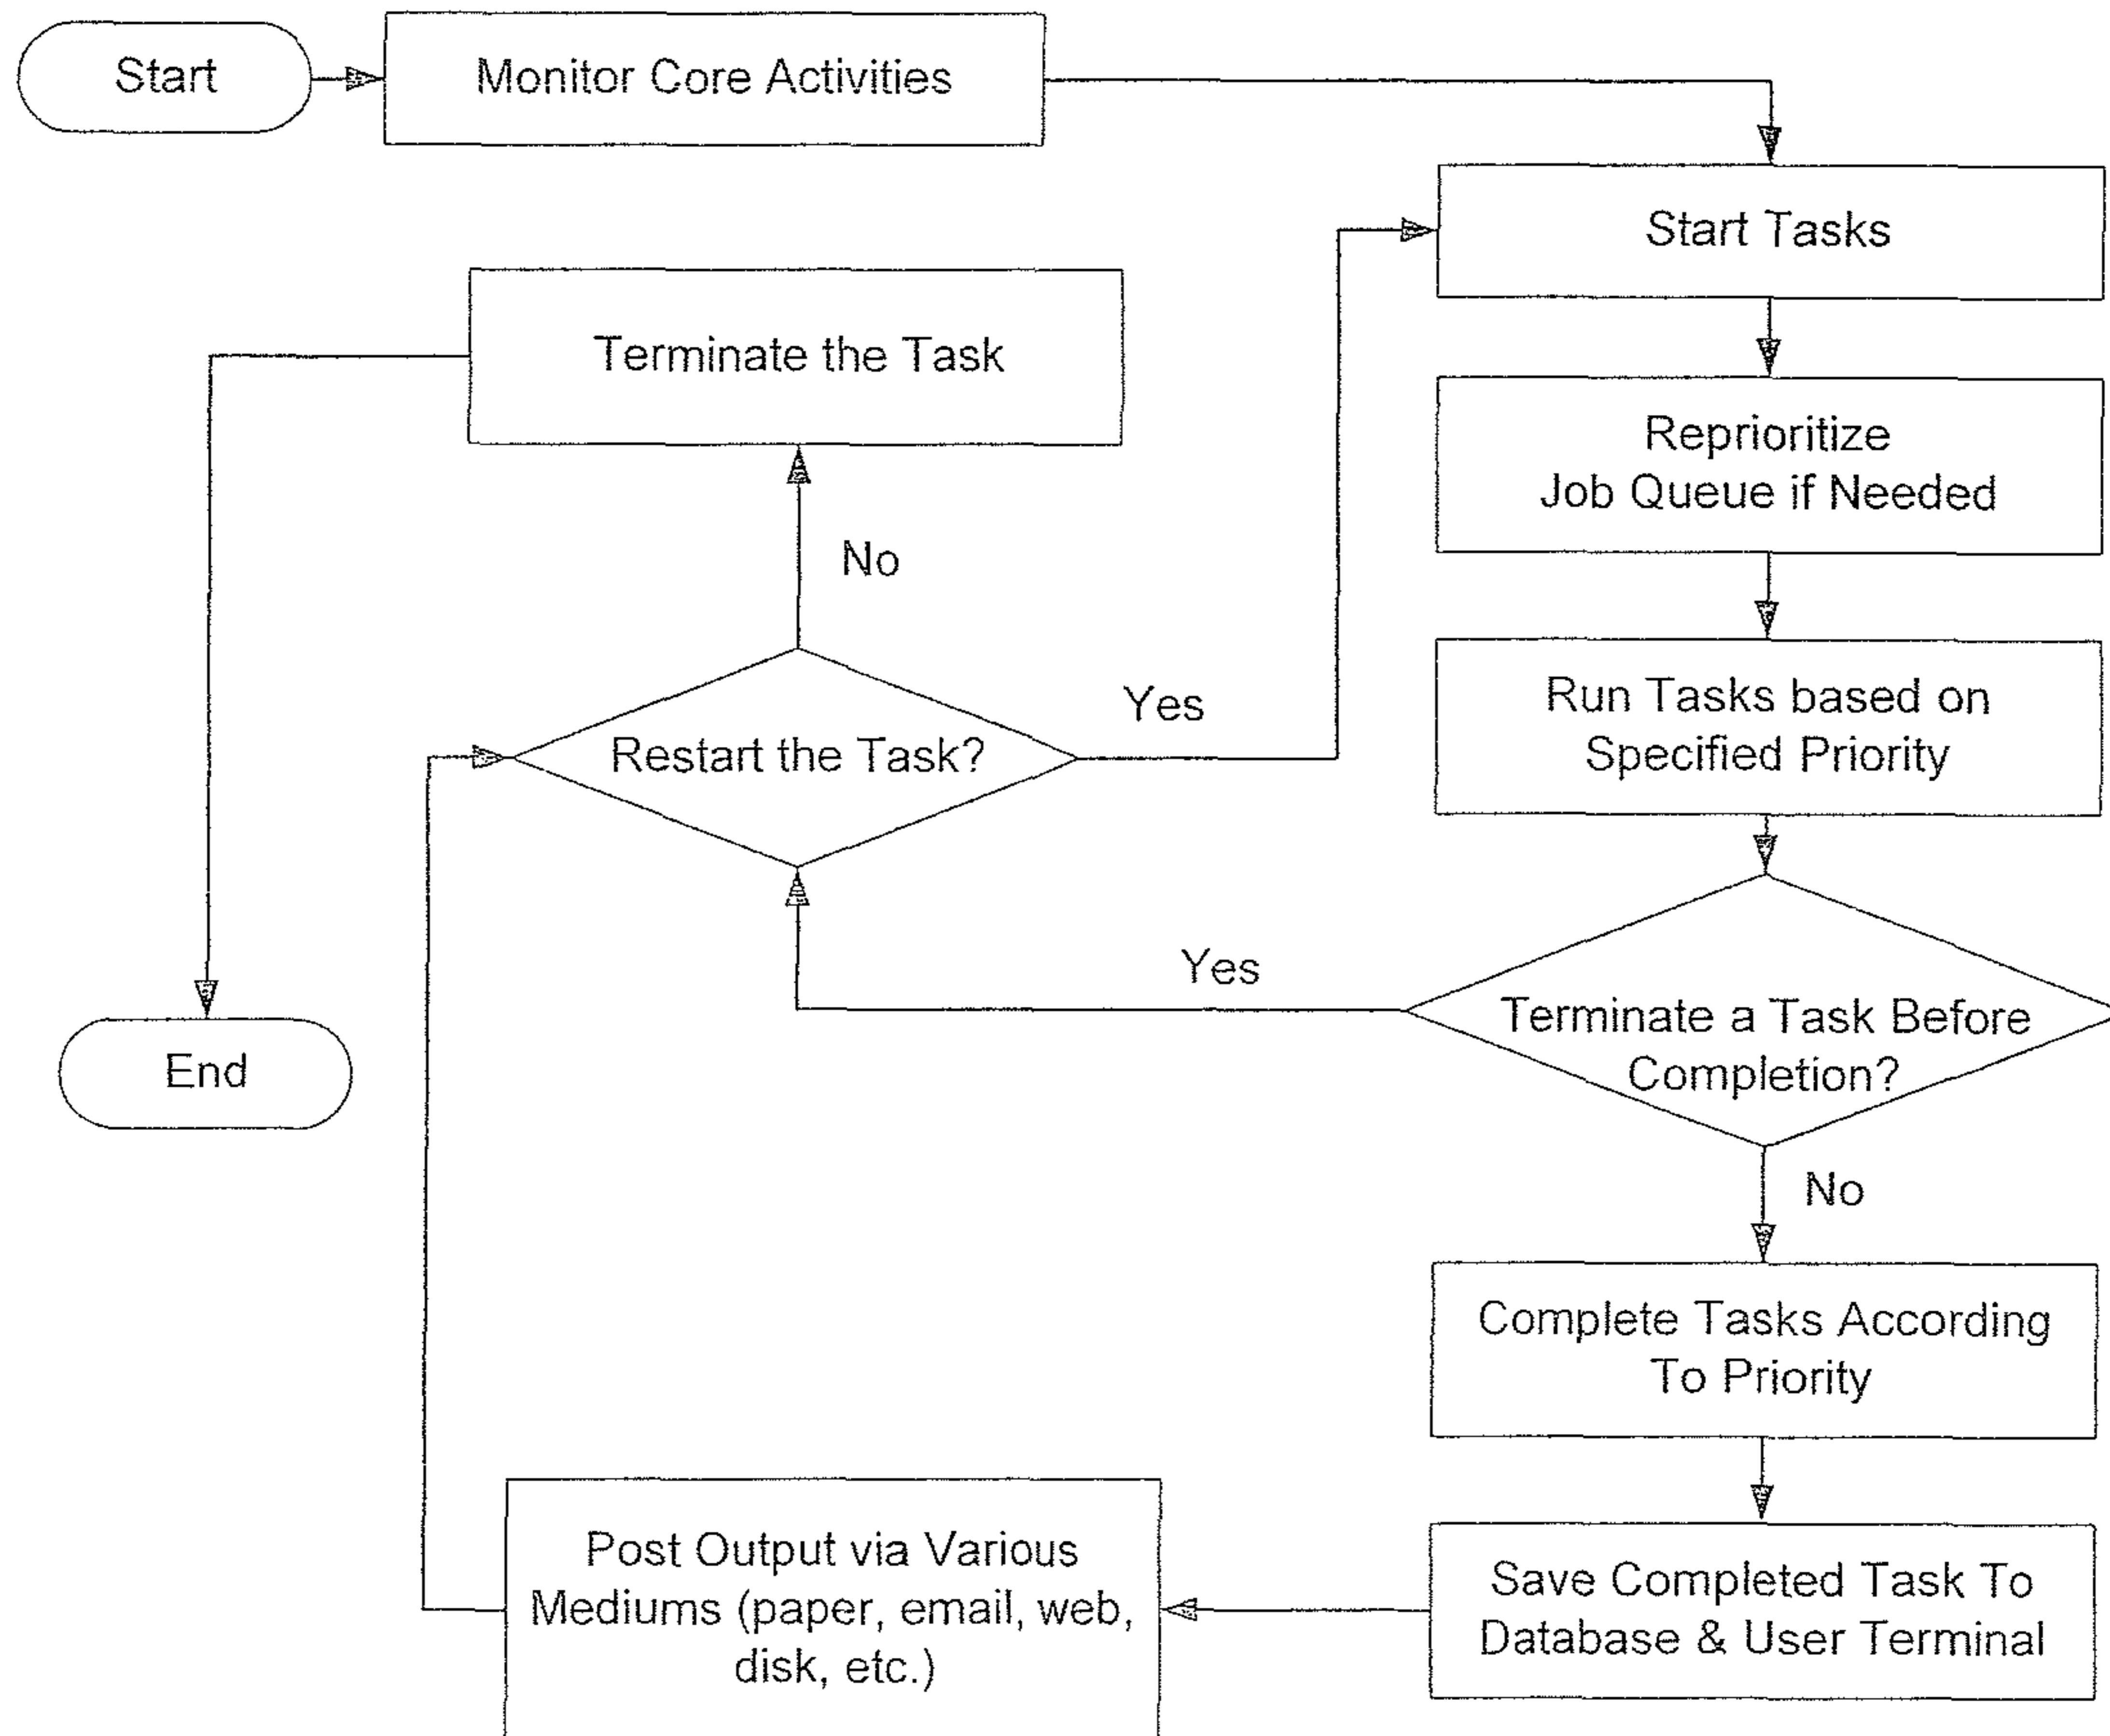 Start
Monitor Core Activities
Start Tasks
Terminate the Task
Reprioritize
Job Queue if Needed
No
Run Tasks based on
Specified Priority
Yes
Restart the Task?
Yes
Terminate a Task Before
Completion?
End
No
Complete Tasks According
To Priority
Post Output via Various
Mediums (paper, email, web,
disk, etc.)
Save Completed Task To
Database & User Terminal